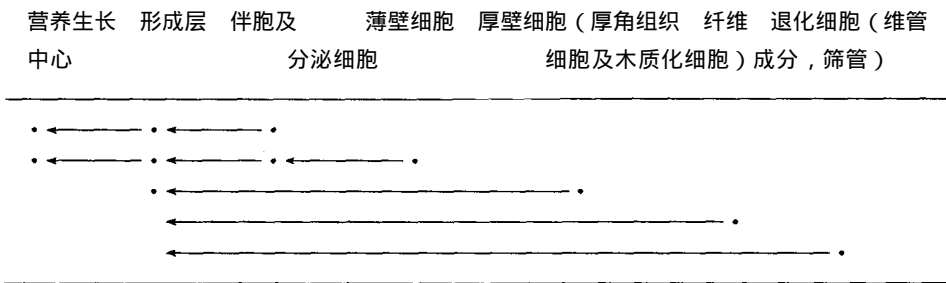 营养生长 形成层 伴胞及 薄壁细胞 厚壁细胞（厚角组织 纤维 退化细胞（维管
中心 分泌细胞 细胞及木质化细胞）成分，筛管）